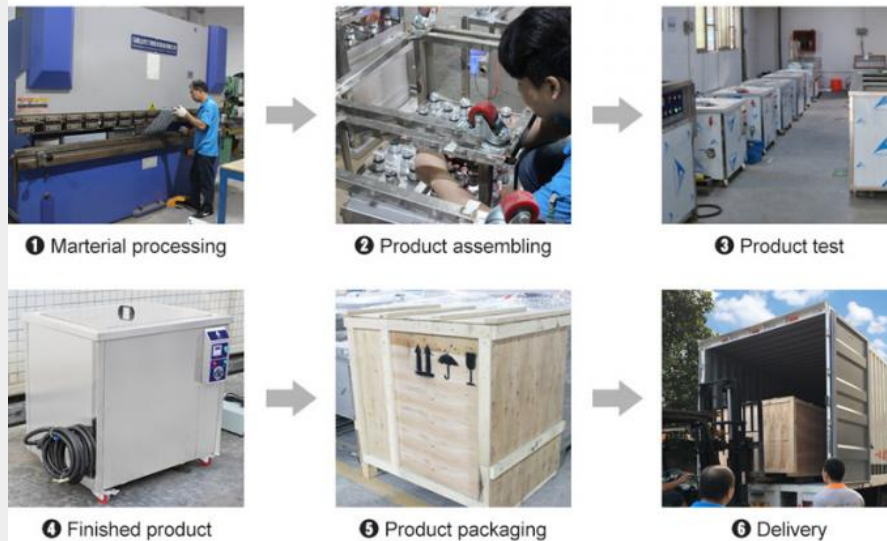 ❶ Marterial processing
❷ Product assembling
❸ Product test
❹ Finished product
❺ Product packaging
❻ Delivery